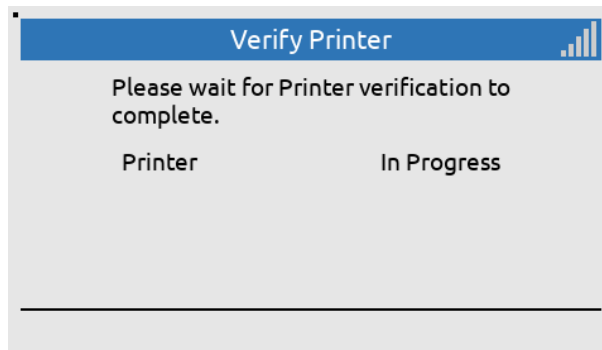 Verify Printer
Please wait for Printer verification to
complete.
Printer In Progress